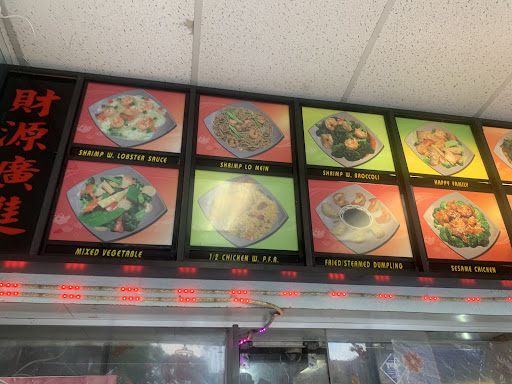 財源廣進
SHRIMP W. LOBSTER SAUCE
SHRIMP LO MEIN
SHRIMP W. BROCCOLI
HAPPY FAMILY
MIXED VEGETABLE
1/2 CHICKEN W. P.F.R.
FRIED/STEAMED DUMPLING
SESAME CHICKEN